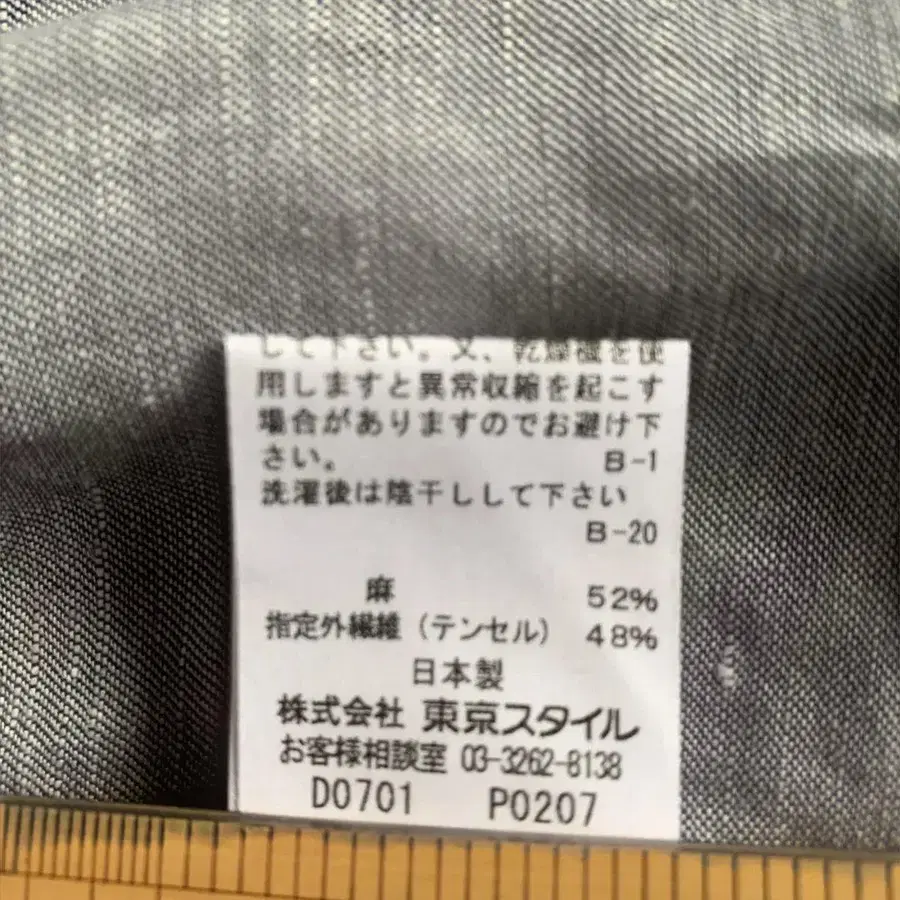 して下さい。又、乾燥機を使
用しますと異常収縮を起こす
場合がありますのでお避け下
さい。 B-1
洗濯後は陰干しして下さい
B-20
麻 52%
指定外繊維（テンセル） 48%
日本製
株式会社 東京スタイル
お客様相談室 03-3262-8138
D0701 P0207